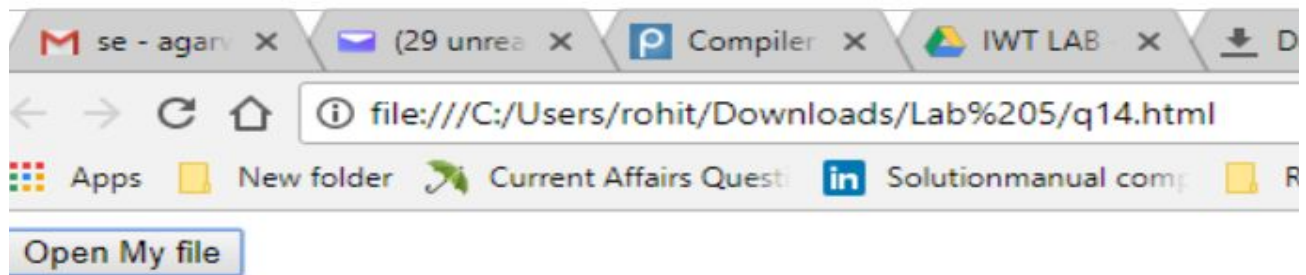 se - agarv (29 unrea Compiler IWT LAB - D
file:///C:/Users/rohit/Downloads/Lab%205/q14.html
Apps New folder Current Affairs Questi in Solutionmanual comp R
Open My file